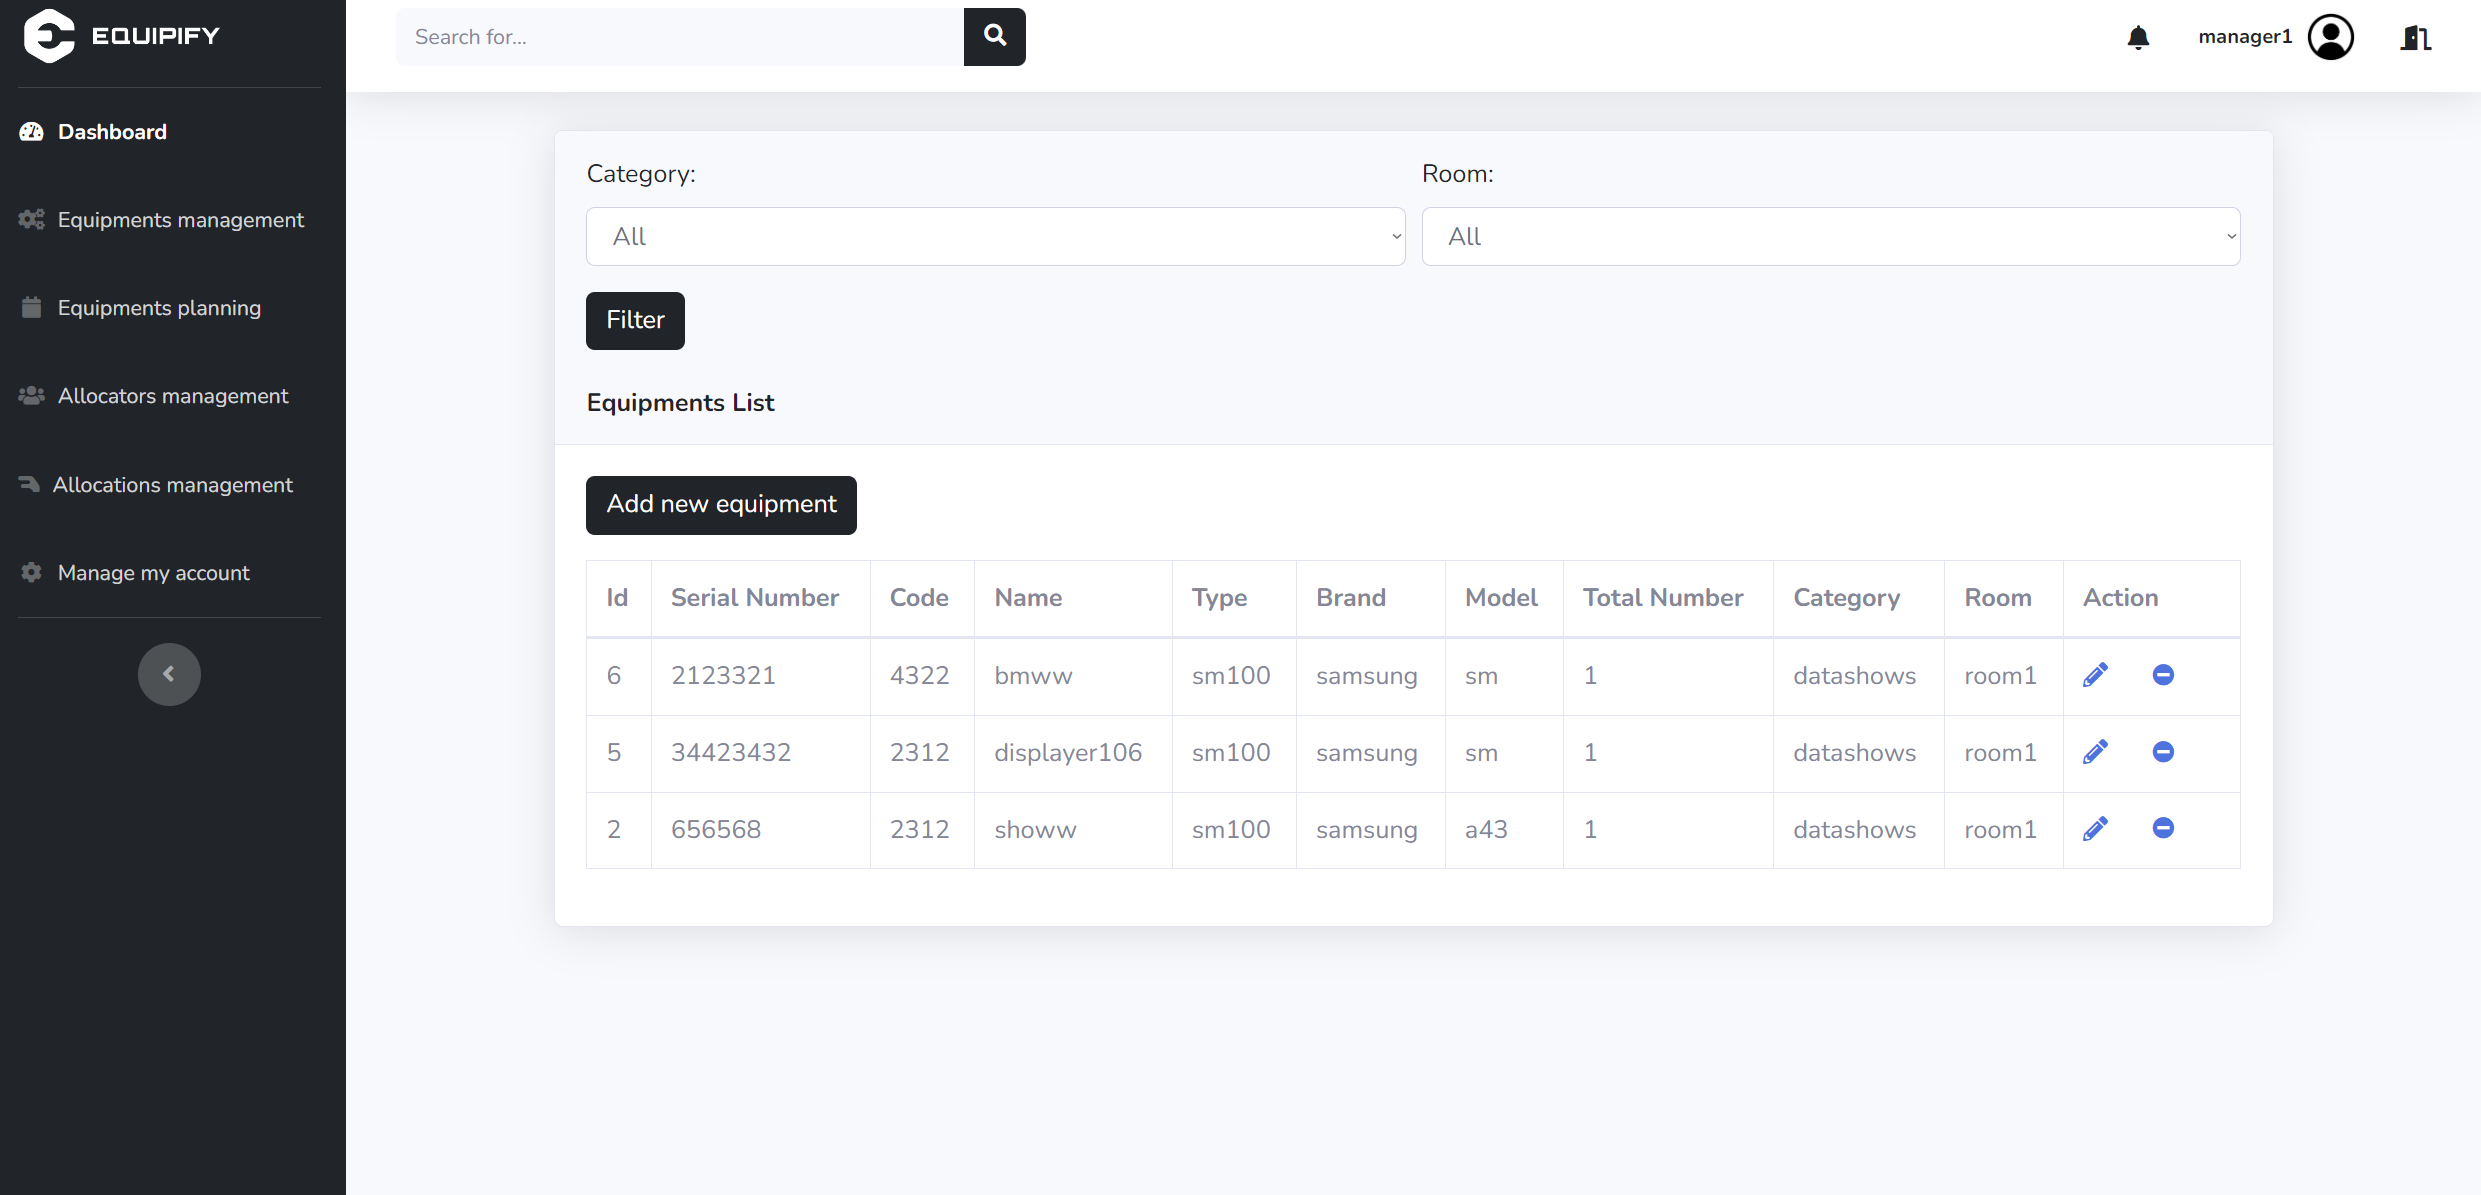 EQUIPIFY
Search for...
manager1
Dashboard
Equipments management
Equipments planning
Allocators management
Allocations management
Manage my account
Category: Room:
All All
Filter
Equipments List
Add new equipment
Id Serial Number Code Name Type Brand Model Total Number Category Room Action
6 2123321 4322 bmww sm100 samsung sm 1 datashows room1
5 34423432 2312 displayer106 sm100 samsung sm 1 datashows room1
2 656568 2312 showw sm100 samsung a43 1 datashows room1